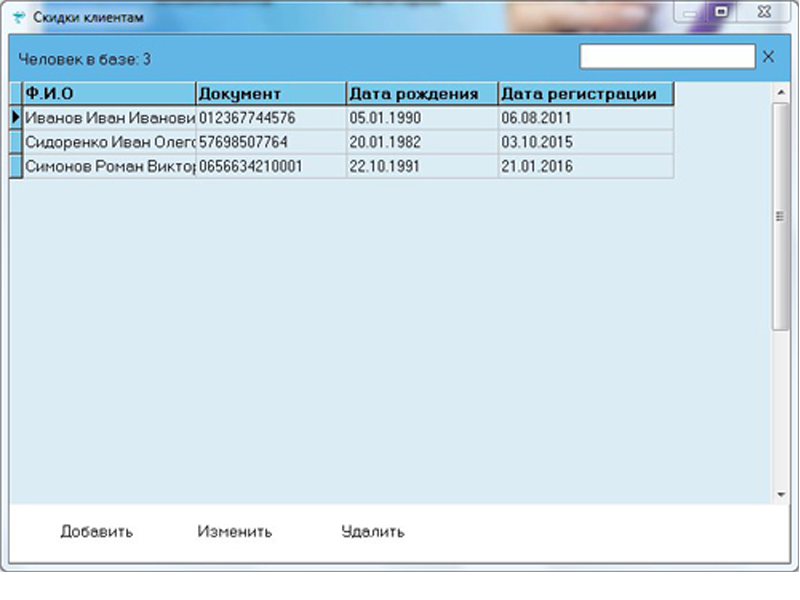 Скидки клиентам
Человек в базе: 3
Ф.И.О Документ Дата рождения Дата регистрации
Иванов Иван Иванови 012367744576 05.01.1990 06.08.2011
Сидоренко Иван Олего 57698507764 20.01.1982 03.10.2015
Симонов Роман Виктор 0656634210001 22.10.1991 21.01.2016
Добавить Изменить Удалить